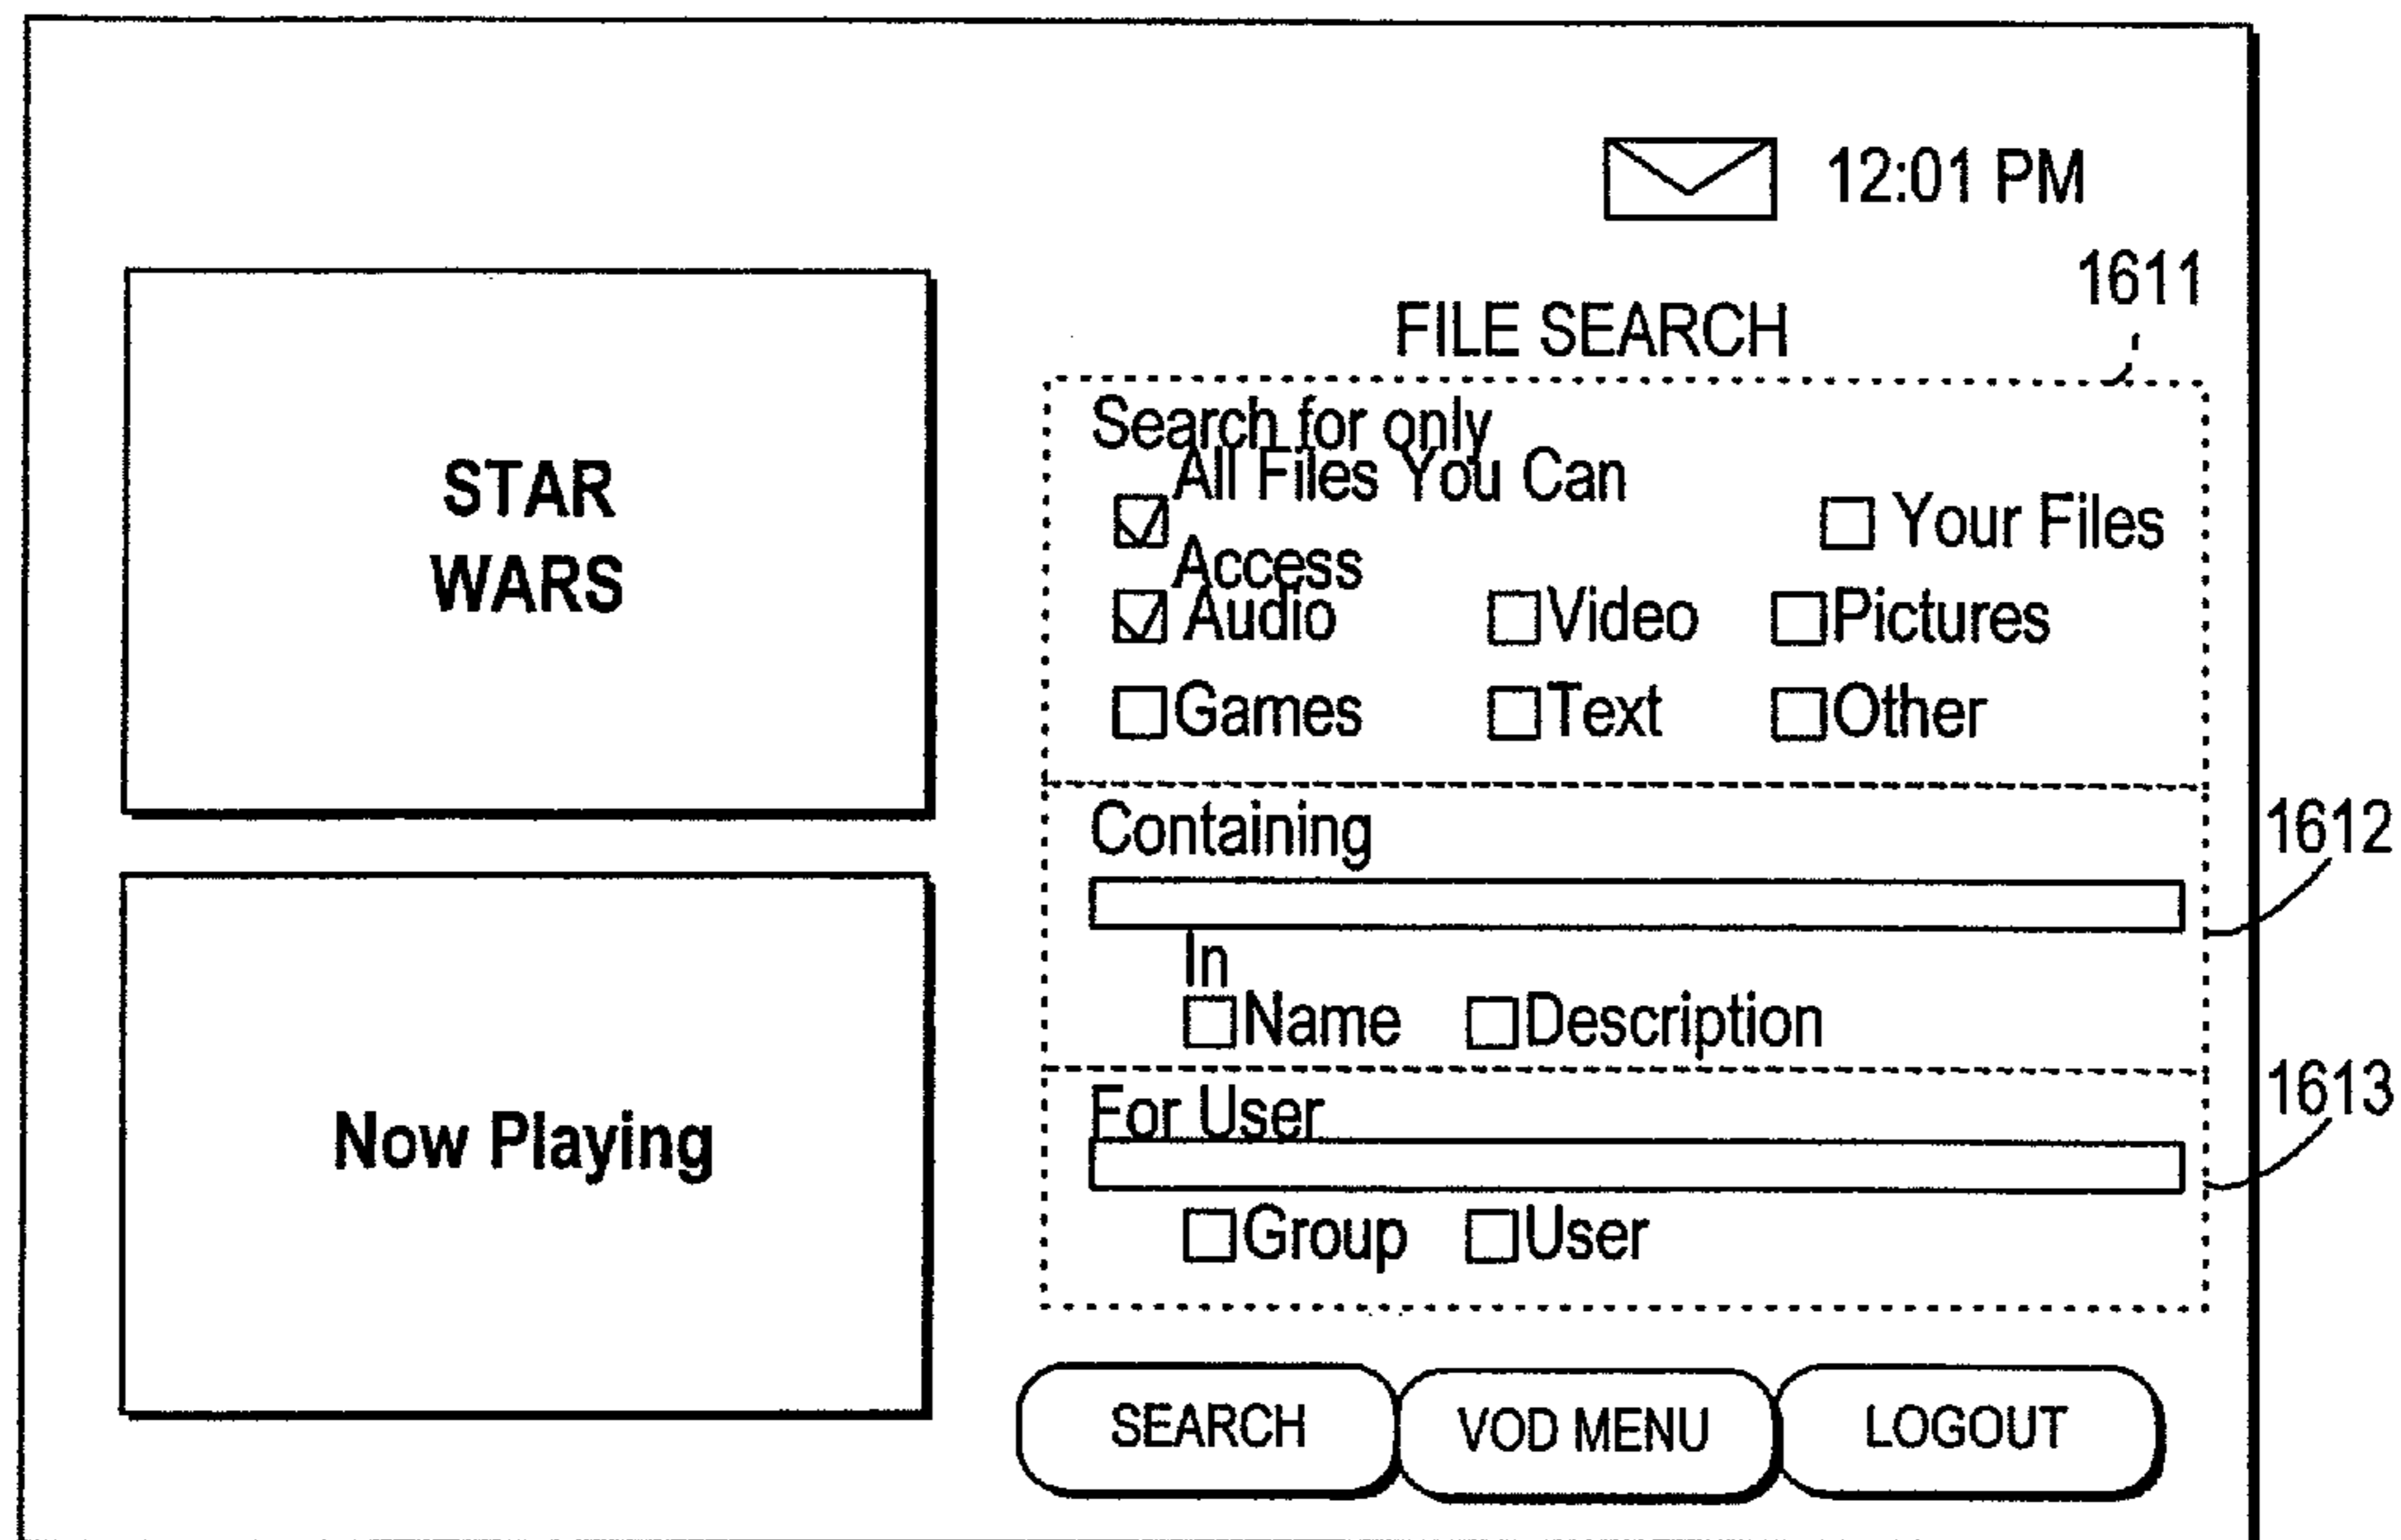 12:01 PM
1611
FILE SEARCH
STAR
WARS
Now Playing
Search for only
All Files You Can
Access
Your Files
Audio Video Pictures
Games Text Other
Containing
1612
In
Name Description
For User
1613
Group User
SEARCH VOD MENU LOGOUT